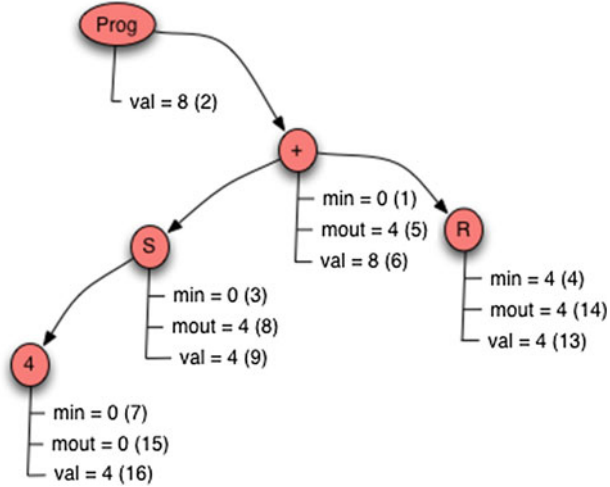 Prog
val = 8 (2)
+
min = 0 (1)
mout = 4 (5)
val = 8 (6)
S
min = 0 (3)
mout = 4 (8)
val = 4 (9)
R
min = 4 (4)
mout = 4 (14)
val = 4 (13)
4
min = 0 (7)
mout = 0 (15)
val = 4 (16)